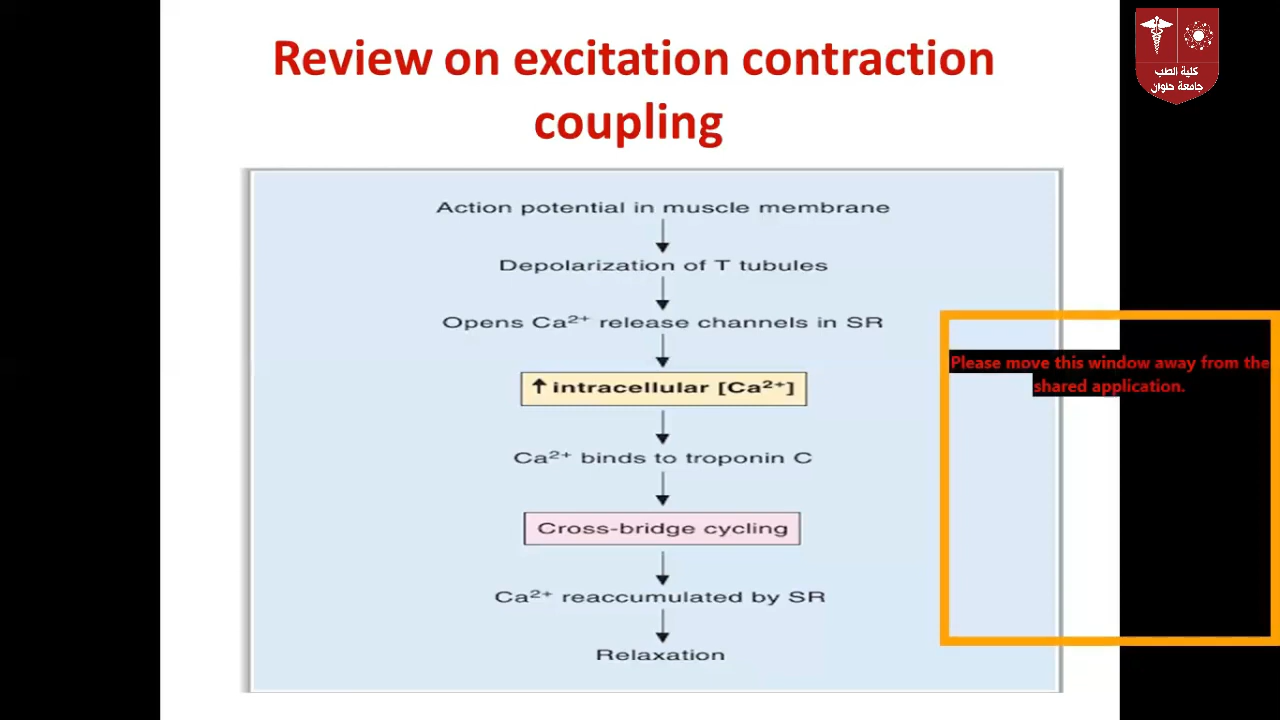 Review on excitation contraction
coupling
كلية الطب
جامعة حلوان
Action potential in muscle membrane
Depolarization of T tubules
Opens Ca²⁺ release channels in SR
↑ intracellular [Ca²⁺]
Ca²⁺ binds to troponin C
Cross-bridge cycling
Ca²⁺ reaccumulated by SR
Relaxation
Please move this window away from the
shared application.